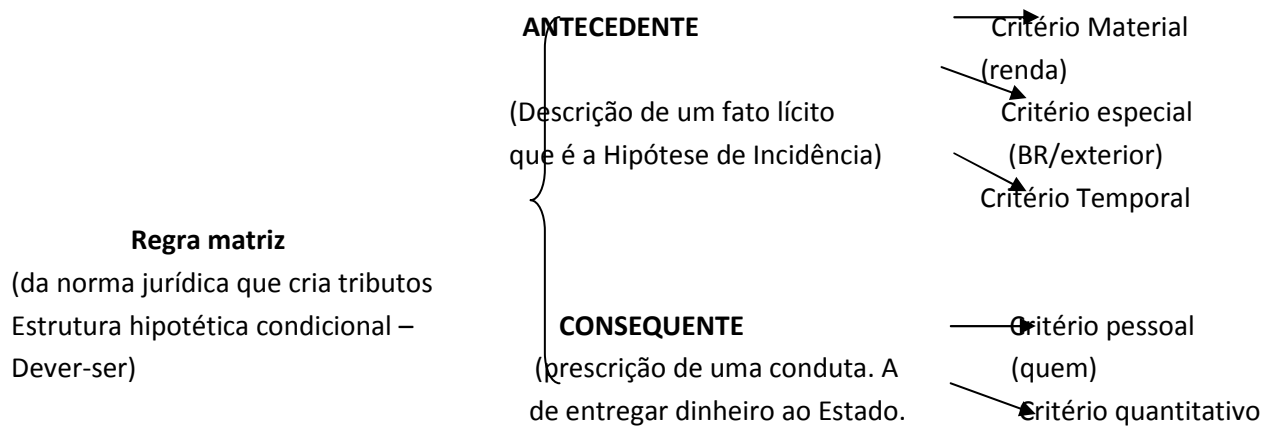 ANTECEDENTE
Critério Material
(renda)
(Descrição de um fato lícito
que é a Hipótese de Incidência)
Critério especial
(BR/exterior)
Critério Temporal
Regra matriz
(da norma jurídica que cria tributos
Estrutura hipotética condicional –
Dever-ser)
CONSEQUENTE
(prescrição de uma conduta. A
de entregar dinheiro ao Estado.
Critério pessoal
(quem)
Critério quantitativo